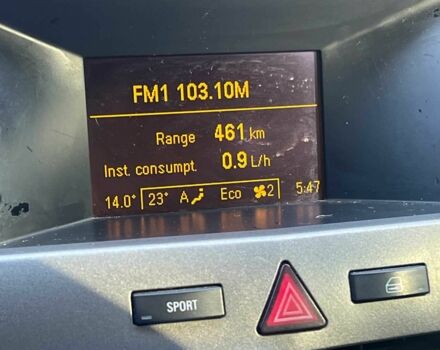 FM1 103.10M
Range 461 km
Inst. consumpt. 0.9 L/h
14.0° 23° A Eco 2 5:47
SPORT